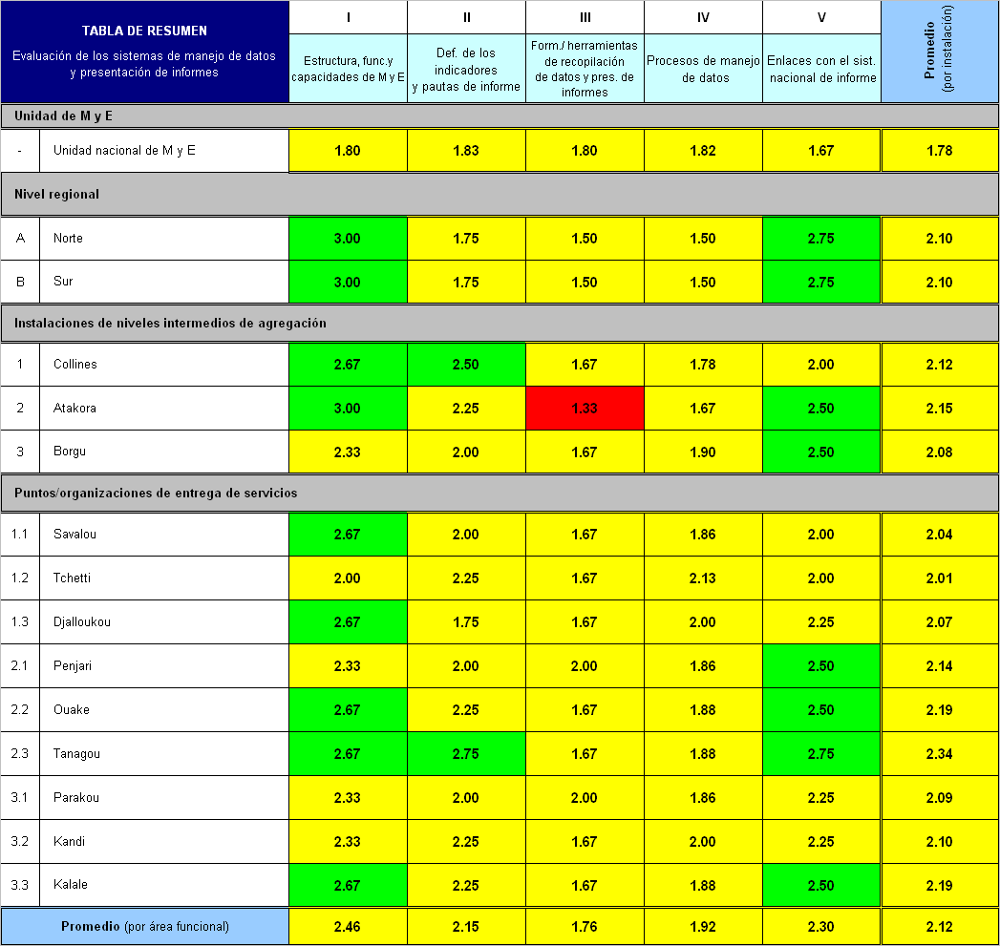 TABLA DE RESUMEN
Evaluación de los sistemas de manejo de datos
y presentación de informes
I
II
III
IV
V
Estructura, func.y
capacidades de M y E
Def. de los
indicadores
y pautas de informe
Form./ herramientas
de recopilación
de datos y pres. de
informes
Procesos de manejo
de datos
Enlaces con el sist.
nacional de informe
Promedio
(por instalación)
Unidad de M y E
- Unidad nacional de M y E 1.80 1.83 1.80 1.82 1.67 1.78
Nivel regional
A Norte 3.00 1.75 1.50 1.50 2.75 2.10
B Sur 3.00 1.75 1.50 1.50 2.75 2.10
Instalaciones de niveles intermedios de agregación
1 Collines 2.67 2.50 1.67 1.78 2.00 2.12
2 Atakora 3.00 2.25 1.33 1.67 2.50 2.15
3 Borgu 2.33 2.00 1.67 1.90 2.50 2.08
Puntos/organizaciones de entrega de servicios
1.1 Savalou 2.67 2.00 1.67 1.86 2.00 2.04
1.2 Tchetti 2.00 2.25 1.67 2.13 2.00 2.01
1.3 Djalloukou 2.67 1.75 1.67 2.00 2.25 2.07
2.1 Penjari 2.33 2.00 2.00 1.86 2.50 2.14
2.2 Ouake 2.67 2.25 1.67 1.88 2.50 2.19
2.3 Tanagou 2.67 2.75 1.67 1.88 2.75 2.34
3.1 Parakou 2.33 2.00 2.00 1.86 2.25 2.09
3.2 Kandi 2.33 2.25 1.67 2.00 2.25 2.10
3.3 Kalale 2.67 2.25 1.67 1.88 2.50 2.19
Promedio (por área funcional) 2.46 2.15 1.76 1.92 2.30 2.12